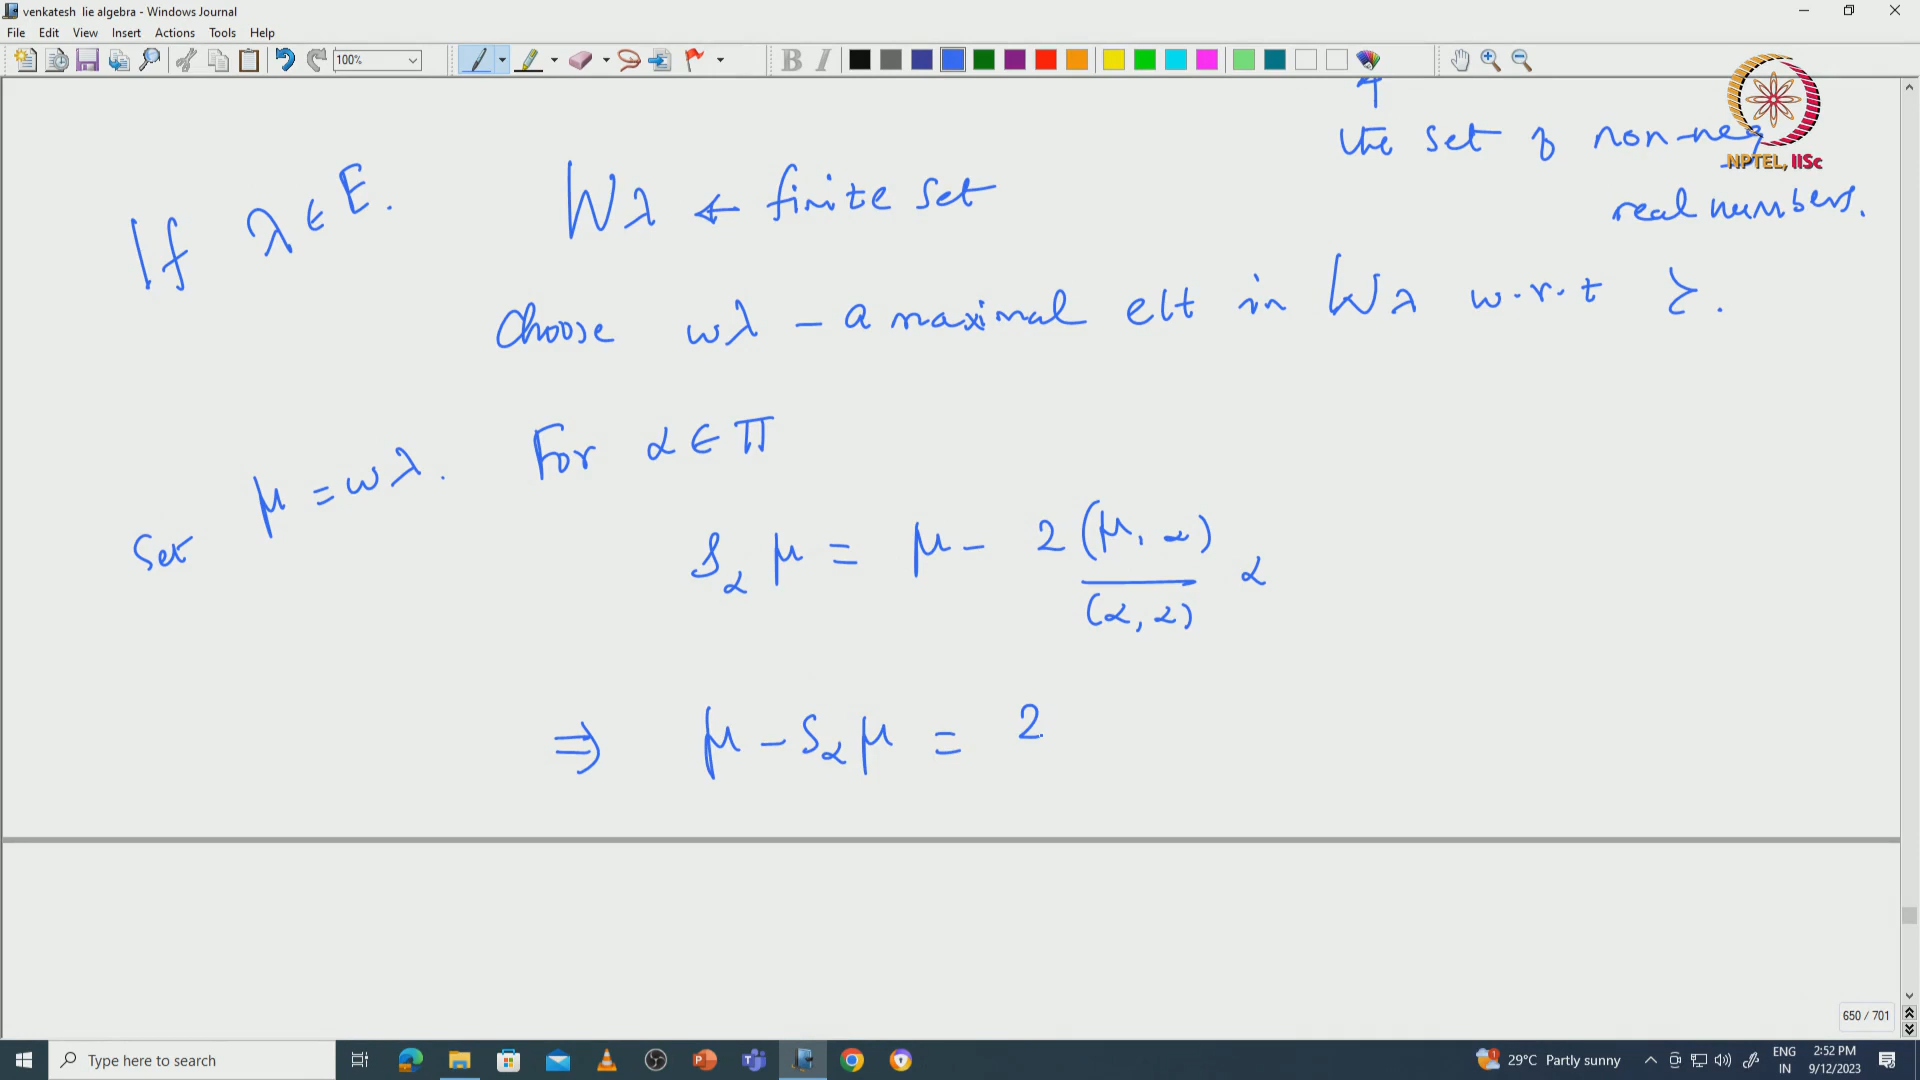 venkatesh lie algebra - Windows Journal
File Edit View Insert Actions Tools Help
100%
B I
the set of non-neg
NPTEL, IISc
real numbers.
If λ ∈ E. Wλ ← finite set
Choose wλ - a maximal elt in Wλ w.r.t ≥.
Set μ = wλ. For α ∈ Π
S_α μ = μ - 2(μ, α)/(α, α) α
⇒ μ - S_α μ = 2
650 / 701
Type here to search
1
29°C Partly sunny
ENG
IN
2:52 PM
9/12/2023